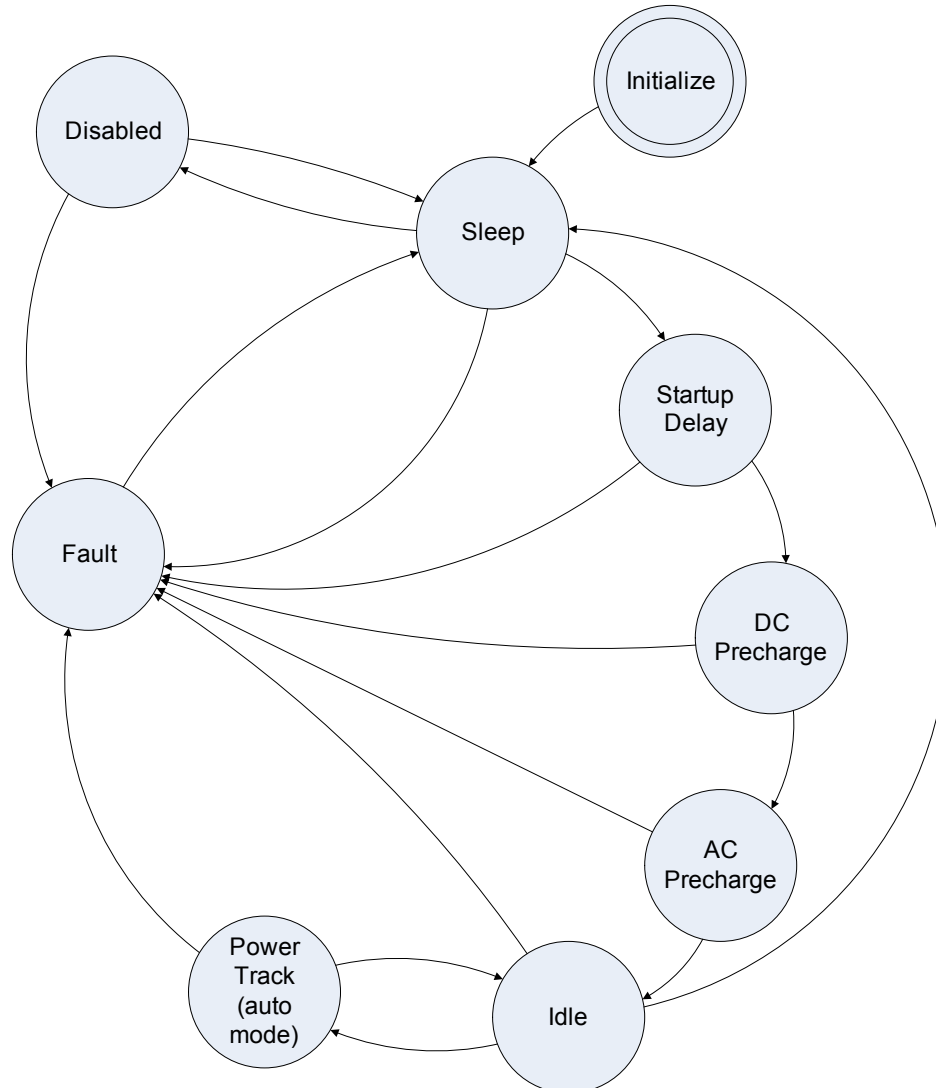 Initialize
Disabled
Sleep
Startup
Delay
Fault
DC
Precharge
AC
Precharge
Power
Track
(auto
mode)
Idle